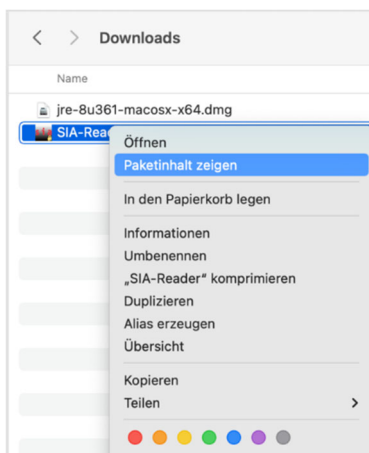 Downloads
Name
jre-8u361-macosx-x64.dmg
SIA-Rea
Öffnen
Paketinhalt zeigen
In den Papierkorb legen
Informationen
Umbenennen
„SIA-Reader“ komprimieren
Duplizieren
Alias erzeugen
Übersicht
Kopieren
Teilen